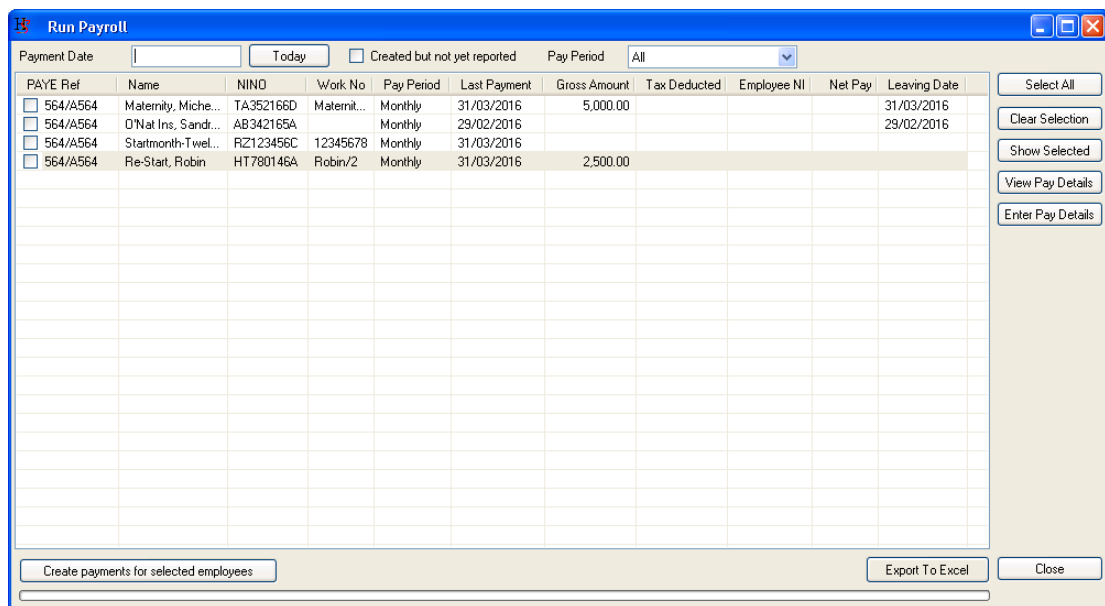 Run Payroll
Payment Date Today Created but not yet reported Pay Period All
PAYE Ref Name NINO Work No Pay Period Last Payment Gross Amount Tax Deducted Employee NI Net Pay Leaving Date Select All
564/A564 Maternity, Miche... TA352166D Maternit... Monthly 31/03/2016 5,000.00 31/03/2016
564/A564 O'Nat Ins, Sandr... AB342165A Monthly 29/02/2016 29/02/2016 Clear Selection
564/A564 Startmonth-Twel... RZ123456C 12345678 Monthly 31/03/2016 Show Selected
564/A564 Re-Start, Robin HT780146A Robin/2 Monthly 31/03/2016 2,500.00
View Pay Details
Enter Pay Details
Create payments for selected employees Export To Excel Close